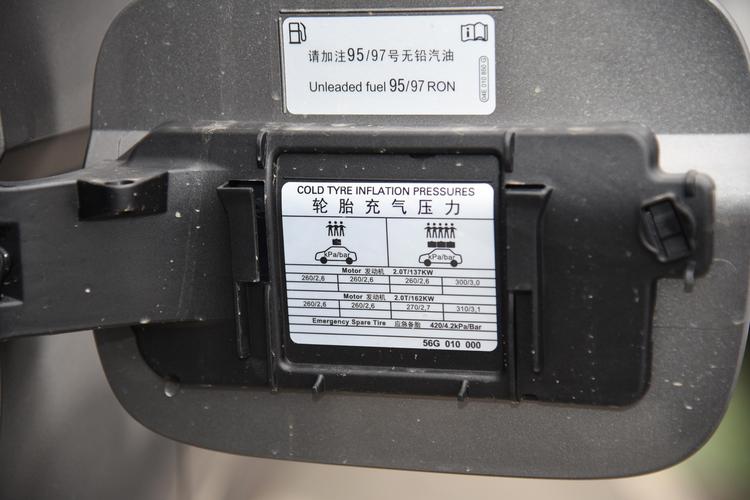 请加注95/97号无铅汽油
Unleaded fuel 95/97 RON
04E 010 850 G
COLD TYRE INFLATION PRESSURES
轮胎充气压力
kPa/bar kPa/bar
Motor 发动机 2.0T/137KW
260/2,6 260/2,6 260/2,6 300/3,0
Motor 发动机 2.0T/162KW
260/2,6 260/2,6 270/2,7 310/3,1
Emergency Spare Tire 应急备胎 420/4.2kPa/Bar
56G 010 000